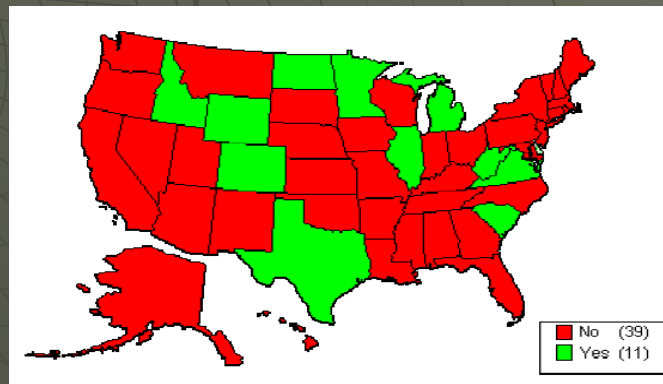 No (39)
Yes (11)